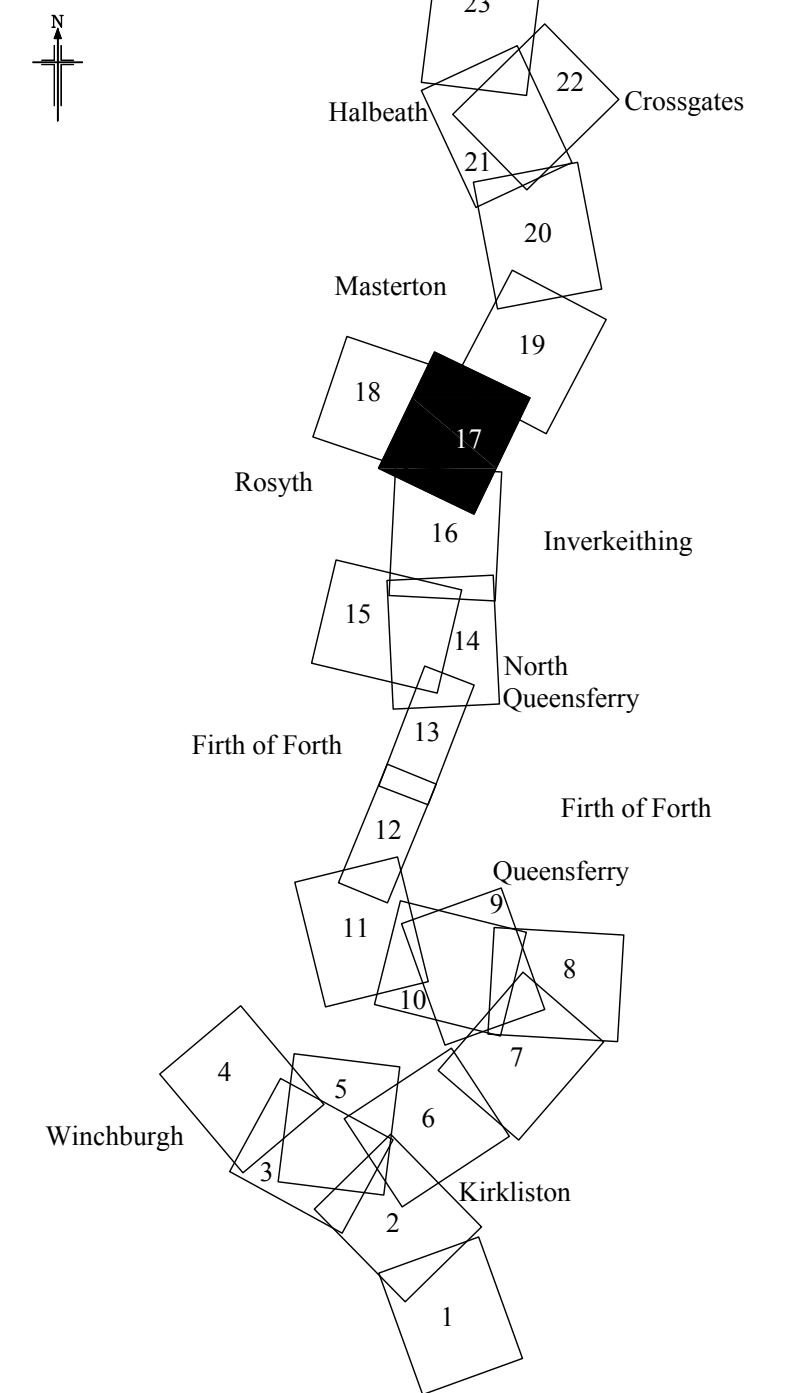 23
N
22
Crossgates
Halbeath
21
20
Masterton
19
18
17
Rosyth
16
Inverkeithing
15
14
North
Queensferry
13
Firth of Forth
Firth of Forth
12
Queensferry
9
11
8
10
7
4
5
6
Winchburgh
3
Kirkliston
2
1